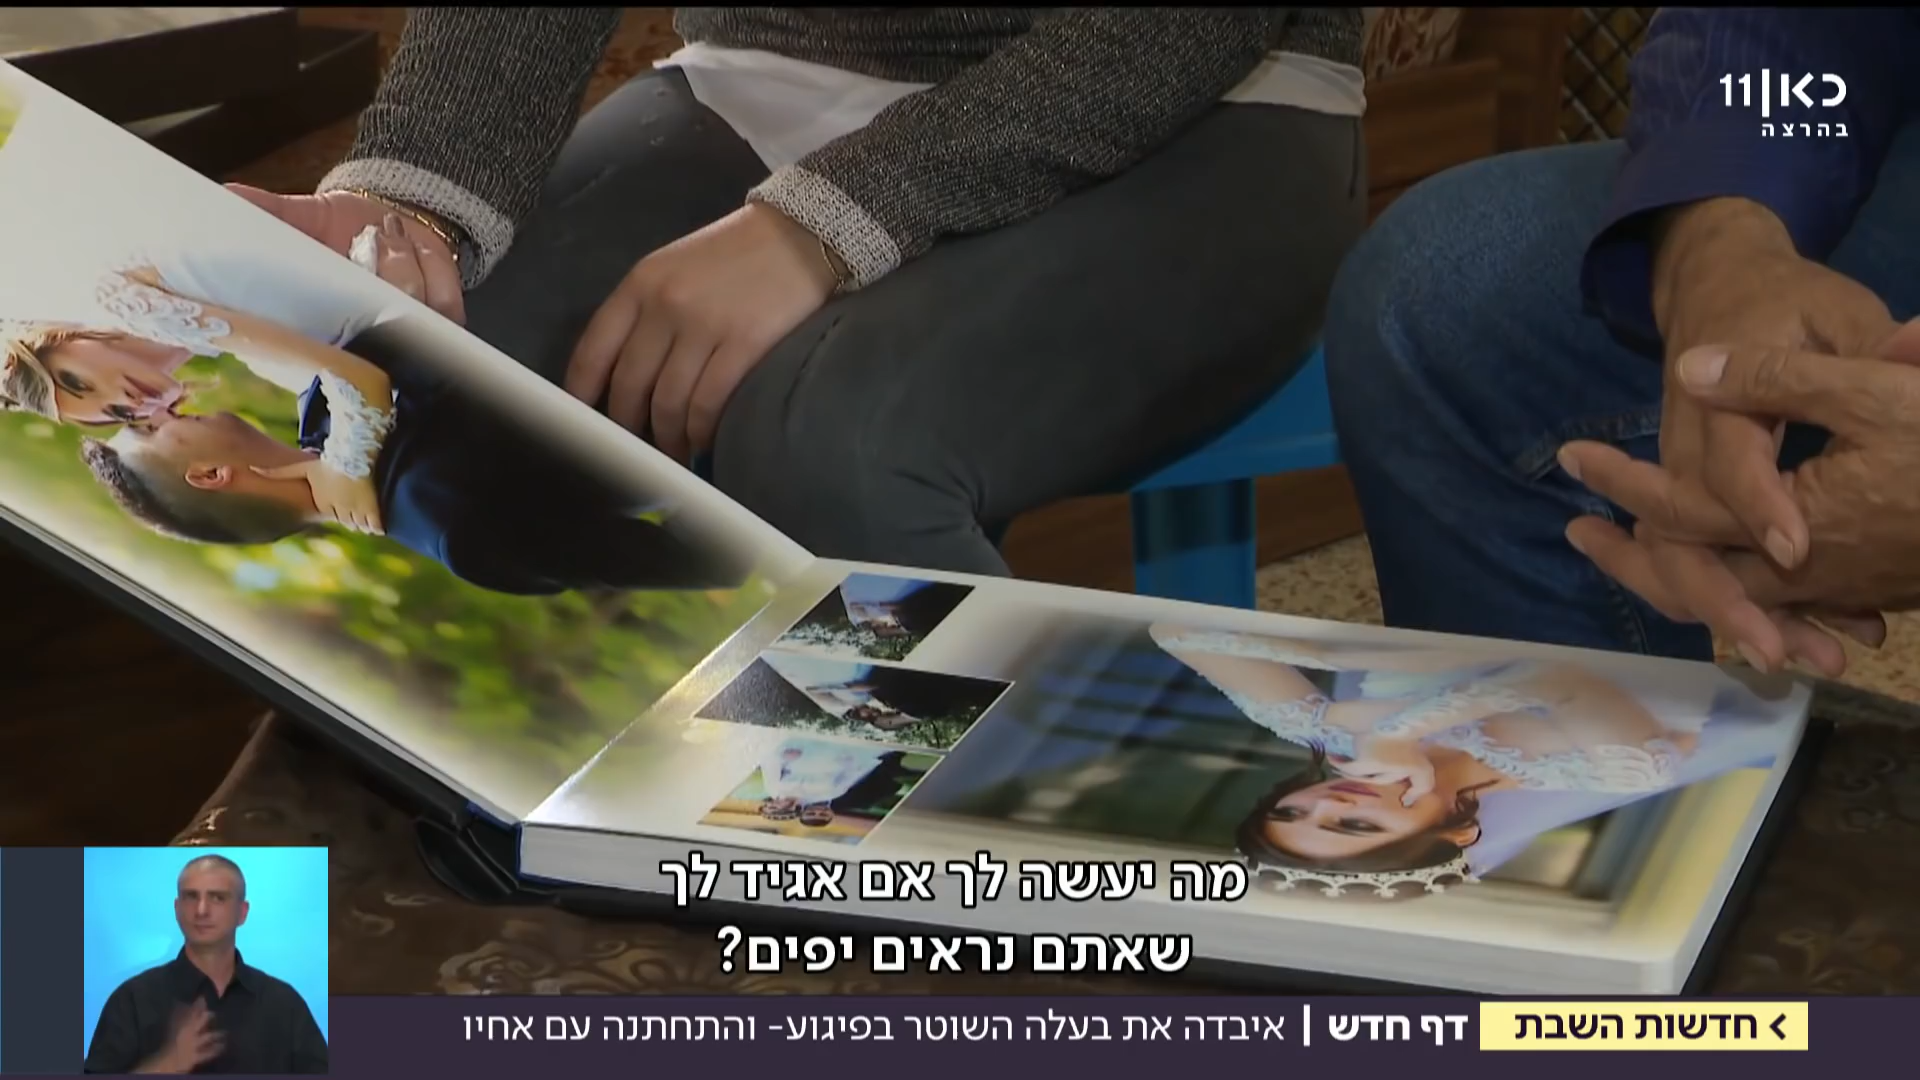 כאן 11
בהרצה
מה יעשה לך אם אגיד לך
שאתם נראים יפים?
חדשות השבת
דף חדש | איבדה את בעלה השוטר בפיגוע- והתחתנה עם אחיו